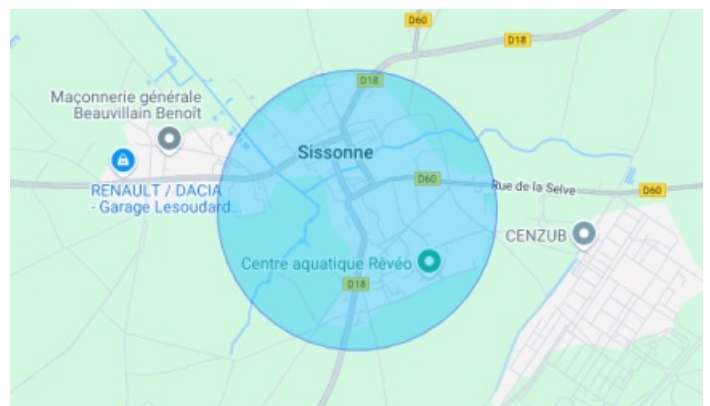 D60
D18
D18
Maçonnerie générale
Beauvillain Benoît
Sissonne
RENAULT / DACIA
- Garage Lesoudard...
D60
Rue de la Selve
D60
CENZUB
Centre aquatique Rêvéo
D18